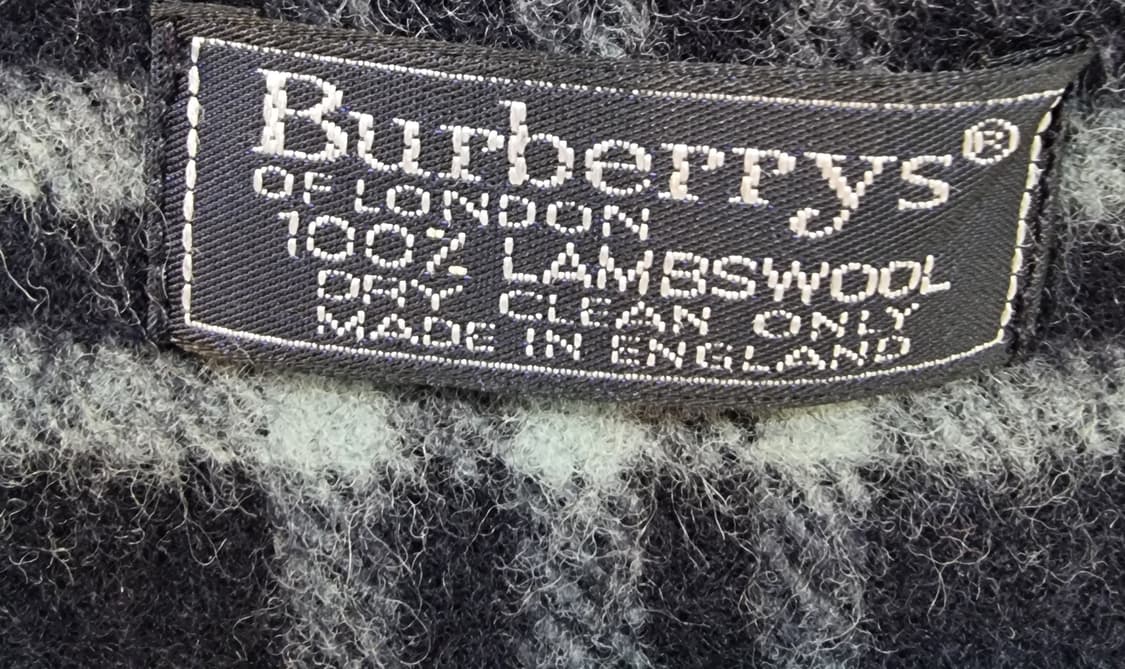 Burberrys®
OF LONDON
100% LAMBSWOOL
DRY CLEAN ONLY
MADE IN ENGLAND